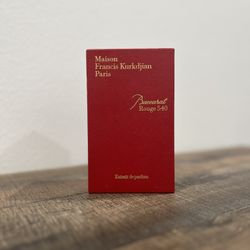 Maison
Francis Kurkdjian
Paris
Baccarat
Rouge 540
Extrait de parfum